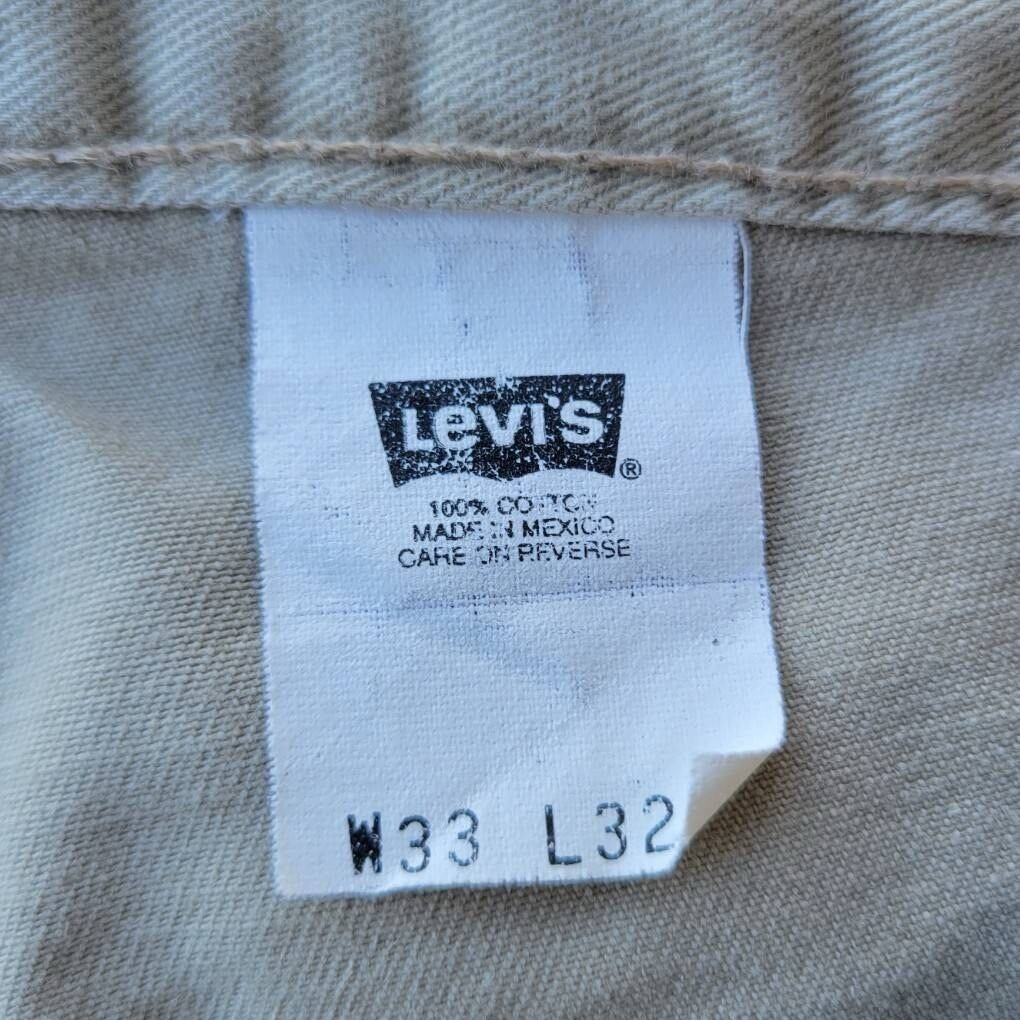 LEVI'S®
100% COTTON
MADE IN MEXICO
CARE ON REVERSE
W33 L32